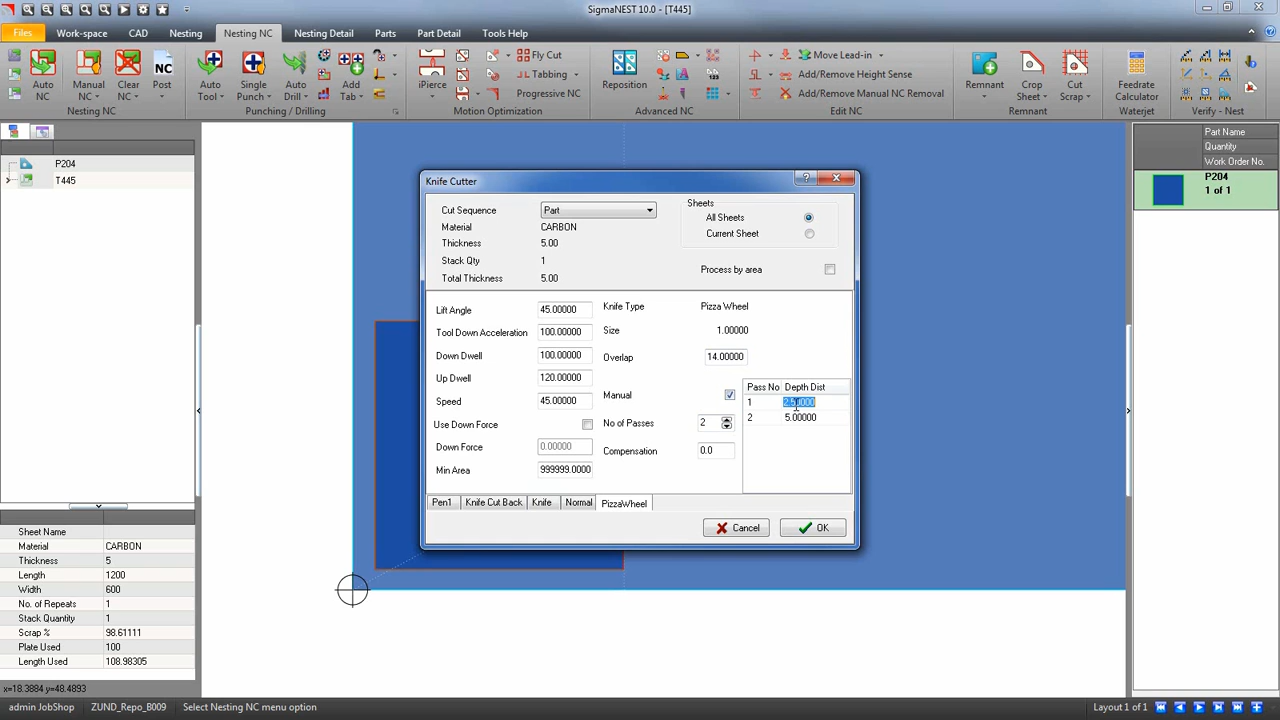 SigmaNEST 10.0 - [T445]
Files
Work-space
CAD
Nesting
Nesting NC
Nesting Detail
Parts
Part Detail
Tools Help
Auto NC
Manual NC
Clear NC
NC
Post
Nesting NC
Auto Tool
Single Punch
Auto Drill
Add Tab
Punching / Drilling
iPierce
Fly Cut
Tabbing
Progressive NC
Motion Optimization
Reposition
Advanced NC
Move Lead-in
Add/Remove Height Sense
Add/Remove Manual NC Removal
Edit NC
Remnant
Crop Sheet
Cut Scrap
Remnant
Feedrate Calculator
Waterjet
Verify - Nest
P204
T445
Sheet Name
Material CARBON
Thickness 5
Length 1200
Width 600
No. of Repeats 1
Stack Quantity 1
Scrap % 98.61111
Plate Used 100
Length Used 108.98305
x=18.3884 y=48.4893
Knife Cutter
Cut Sequence Part
Material CARBON
Thickness 5.00
Stack Qty 1
Total Thickness 5.00
Sheets
All Sheets
Current Sheet
Process by area
Lift Angle 45.00000
Tool Down Acceleration 100.00000
Down Dwell 100.00000
Up Dwell 120.00000
Speed 45.00000
Use Down Force
Down Force 0.00000
Min Area 999999.0000
Knife Type Pizza Wheel
Size 1.00000
Overlap 14.00000
Manual
No of Passes 2
Compensation 0.0
Pass No Depth Dist
1 2.50000
2 5.00000
Pen1 Knife Cut Back Knife Normal PizzaWheel
Cancel OK
Part Name
Quantity
Work Order No.
P204
1 of 1
admin JobShop ZUND_Repo_B009 Select Nesting NC menu option
Layout 1 of 1